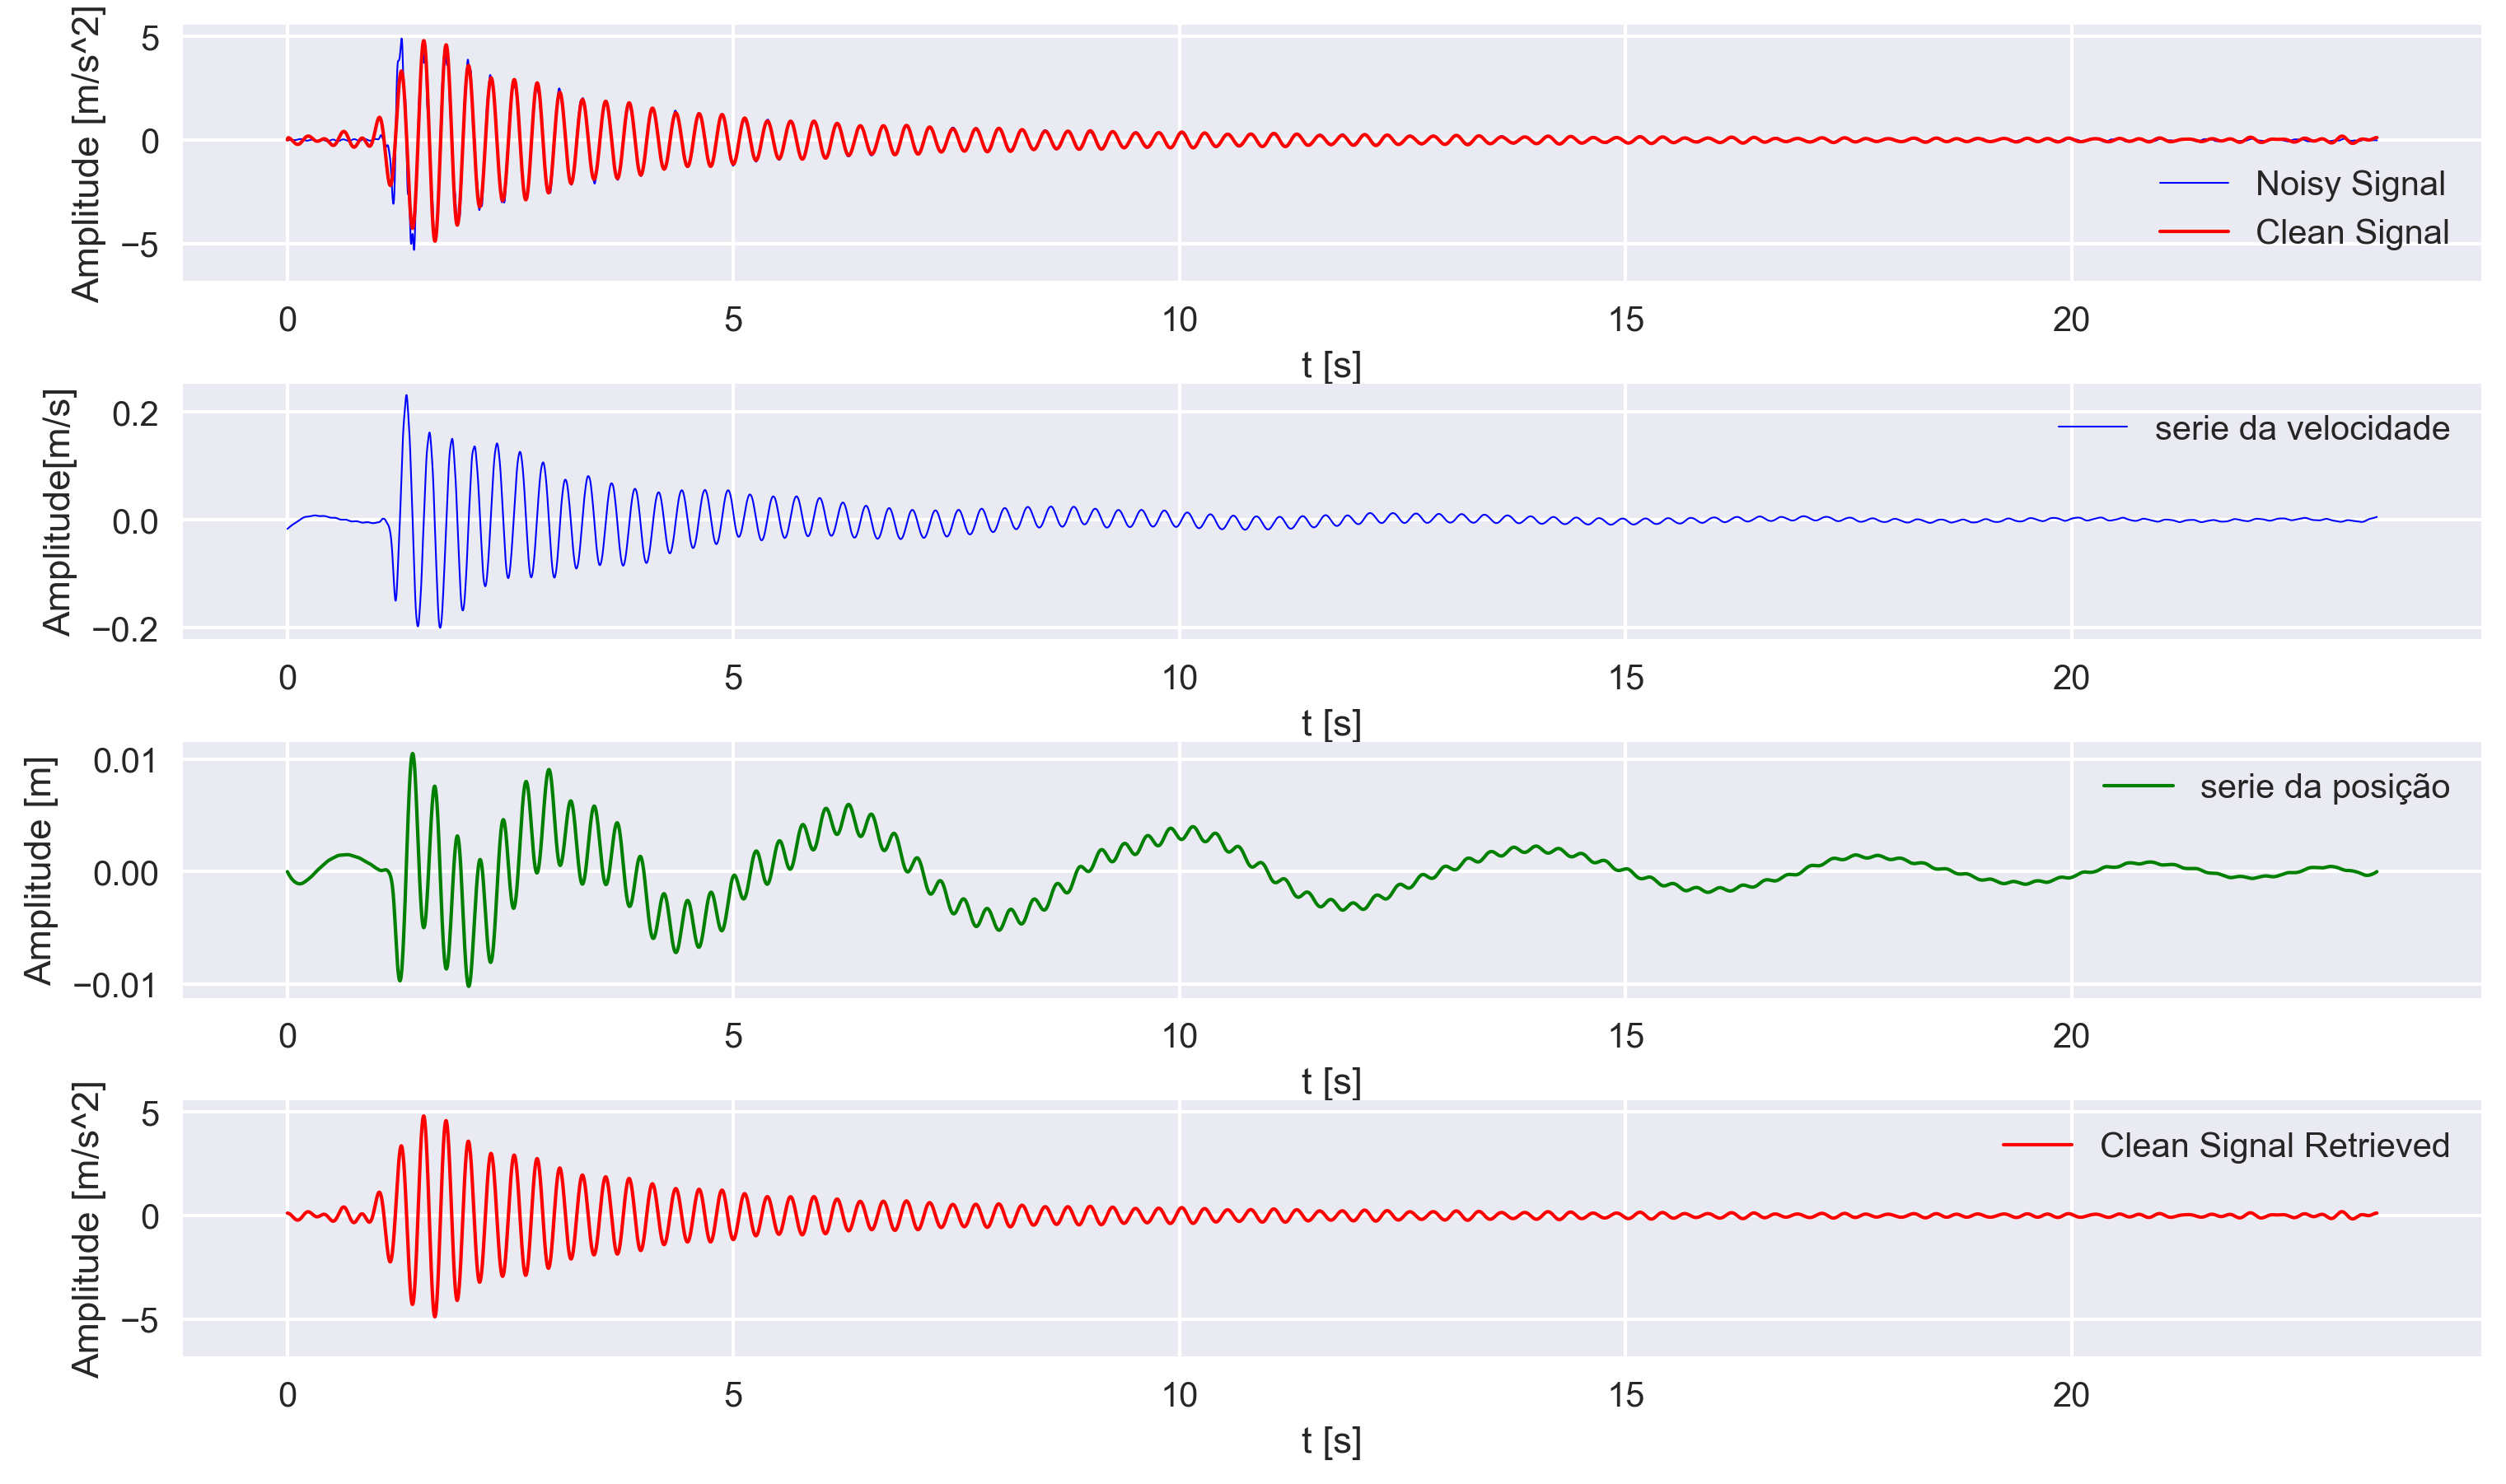 Amplitude [m/s^2]
5
0
−5
Noisy Signal
Clean Signal
0 5 10 15 20
t [s]
Amplitude[m/s]
0.2
0.0
−0.2
serie da velocidade
0 5 10 15 20
t [s]
Amplitude [m]
0.01
0.00
−0.01
serie da posição
0 5 10 15 20
t [s]
Amplitude [m/s^2]
5
0
−5
Clean Signal Retrieved
0 5 10 15 20
t [s]